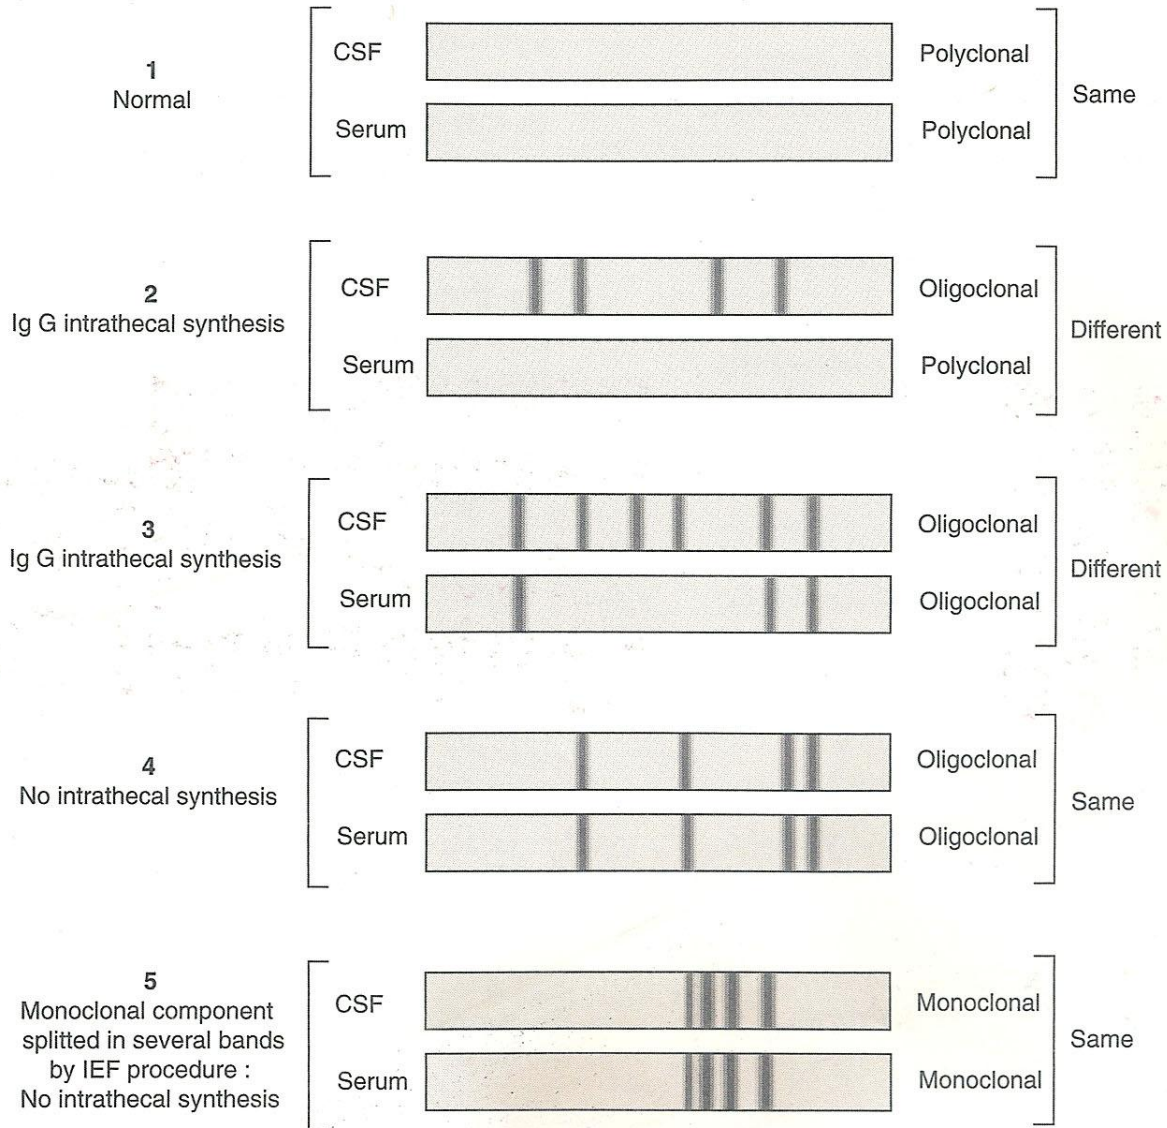 1
Normal
CSF
Polyclonal
Serum
Polyclonal
Same
2
Ig G intrathecal synthesis
CSF
Oligoclonal
Serum
Polyclonal
Different
3
Ig G intrathecal synthesis
CSF
Oligoclonal
Serum
Oligoclonal
Different
4
No intrathecal synthesis
CSF
Oligoclonal
Serum
Oligoclonal
Same
5
Monoclonal component
splitted in several bands
by IEF procedure :
No intrathecal synthesis
CSF
Monoclonal
Serum
Monoclonal
Same